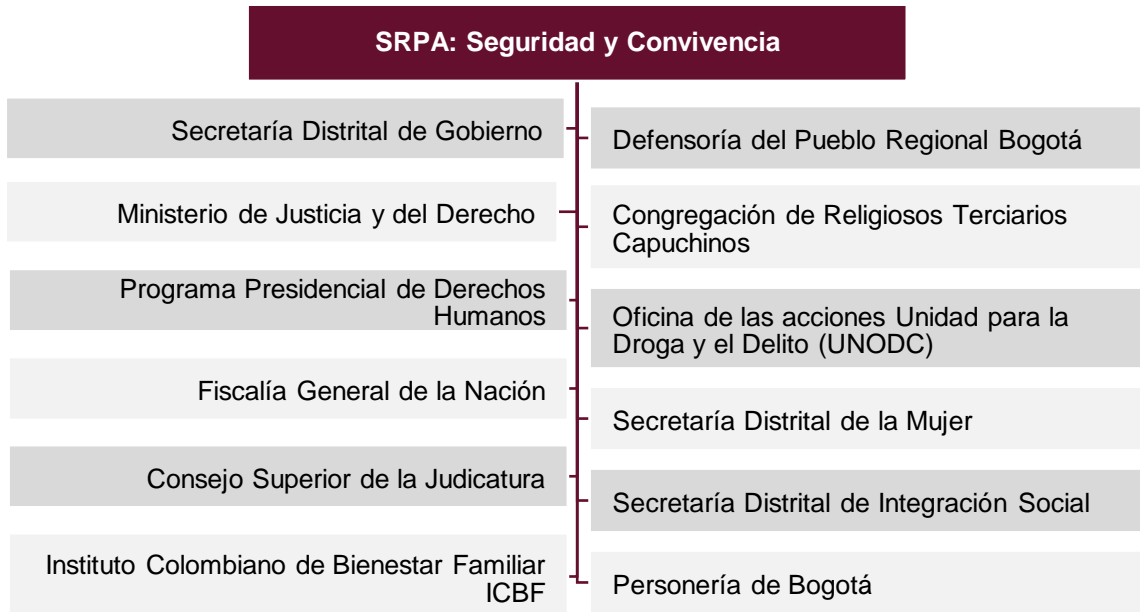 SRPA: Seguridad y Convivencia
Secretaría Distrital de Gobierno
Ministerio de Justicia y del Derecho
Programa Presidencial de Derechos
Humanos
Fiscalía General de la Nación
Consejo Superior de la Judicatura
Instituto Colombiano de Bienestar Familiar
ICBF
Defensoría del Pueblo Regional Bogotá
Congregación de Religiosos Terciarios
Capuchinos
Oficina de las acciones Unidad para la
Droga y el Delito (UNODC)
Secretaría Distrital de la Mujer
Secretaría Distrital de Integración Social
Personería de Bogotá